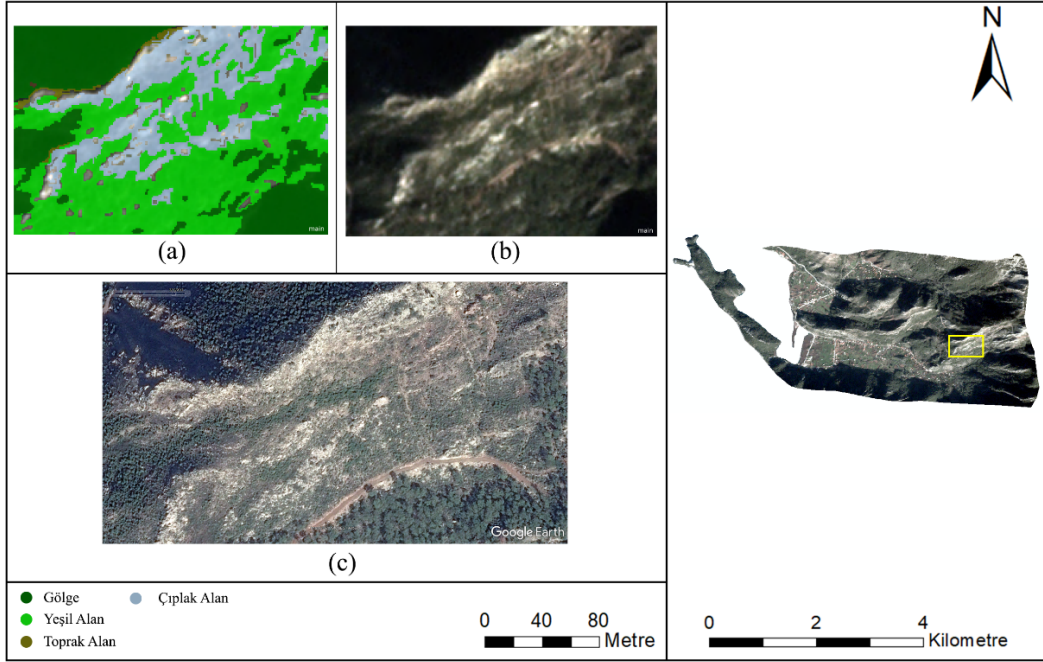 N
main
main
(a)
(b)
Google Earth
(c)
Gölge
Çıplak Alan
Yeşil Alan
Toprak Alan
0 40 80
Metre
0 2 4
Kilometre